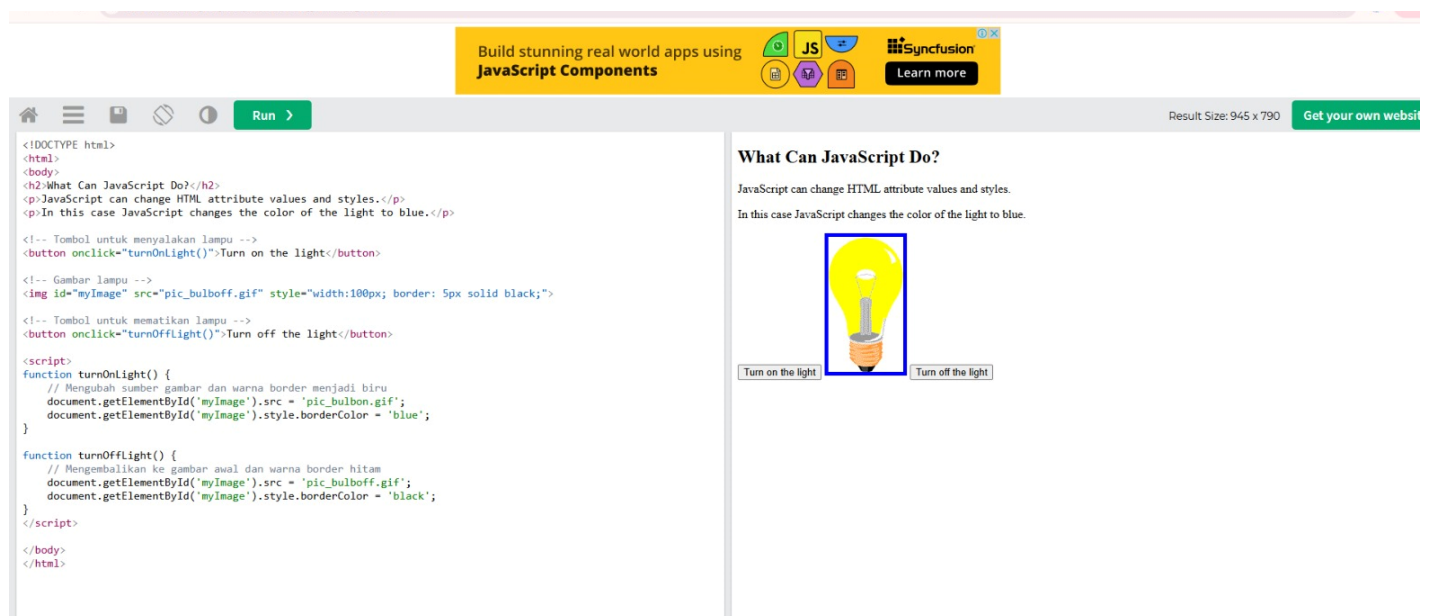 Build stunning real world apps using
JavaScript Components
JS
Syncfusion
Learn more
Run ❯
Result Size: 945 x 790
Get your own websit
<!DOCTYPE html>
<html>
<body>
<h2>What Can JavaScript Do?</h2>
<p>JavaScript can change HTML attribute values and styles.</p>
<p>In this case JavaScript changes the color of the light to blue.</p>
<!-- Tombol untuk menyalakan lampu -->
<button onclick="turnOnLight()">Turn on the light</button>
<!-- Gambar lampu -->
<img id="myImage" src="pic_bulboff.gif" style="width:100px; border: 5px solid black;">
<!-- Tombol untuk mematikan lampu -->
<button onclick="turnOffLight()">Turn off the light</button>
<script>
function turnOnLight() {
// Mengubah sumber gambar dan warna border menjadi biru
document.getElementById('myImage').src = 'pic_bulbon.gif';
document.getElementById('myImage').style.borderColor = 'blue';
}
function turnOffLight() {
// Mengembalikan ke gambar awal dan warna border hitam
document.getElementById('myImage').src = 'pic_bulboff.gif';
document.getElementById('myImage').style.borderColor = 'black';
}
</script>
</body>
</html>
What Can JavaScript Do?
JavaScript can change HTML attribute values and styles.
In this case JavaScript changes the color of the light to blue.
Turn on the light
Turn off the light